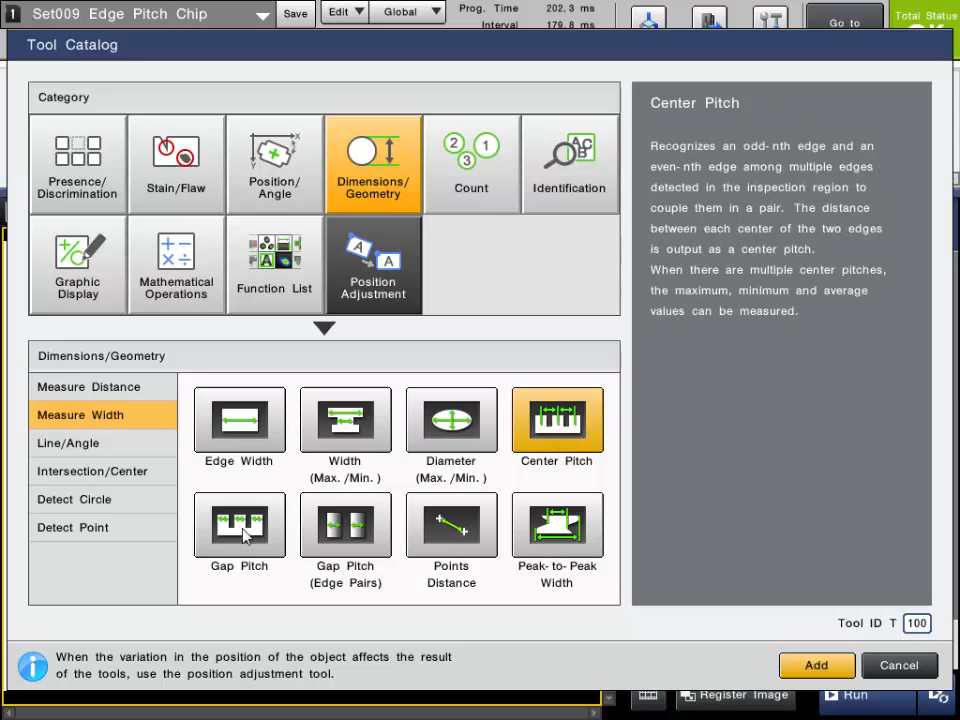 1 Set009 Edge Pitch Chip Save Edit Global Prog. Time 202.3 ms
Interval 179.8 ms
Go to
Total Status
Tool Catalog
Category
Presence/
Discrimination
Stain/Flaw
Position/
Angle
Dimensions/
Geometry
Count
Identification
Graphic
Display
Mathematical
Operations
Function List
Position
Adjustment
Dimensions/Geometry
Measure Distance
Measure Width
Line/Angle
Intersection/Center
Detect Circle
Detect Point
Edge Width
Width
(Max. /Min. )
Diameter
(Max. /Min. )
Center Pitch
Gap Pitch
Gap Pitch
(Edge Pairs)
Points
Distance
Peak- to- Peak
Width
Center Pitch
Recognizes an odd- nth edge and an
even- nth edge among multiple edges
detected in the inspection region to
couple them in a pair. The distance
between each center of the two edges
is output as a center pitch.
When there are multiple center pitches,
the maximum, minimum and average
values can be measured.
Tool ID T 100
When the variation in the position of the object affects the result
of the tools, use the position adjustment tool.
Add
Cancel
Register Image
Run